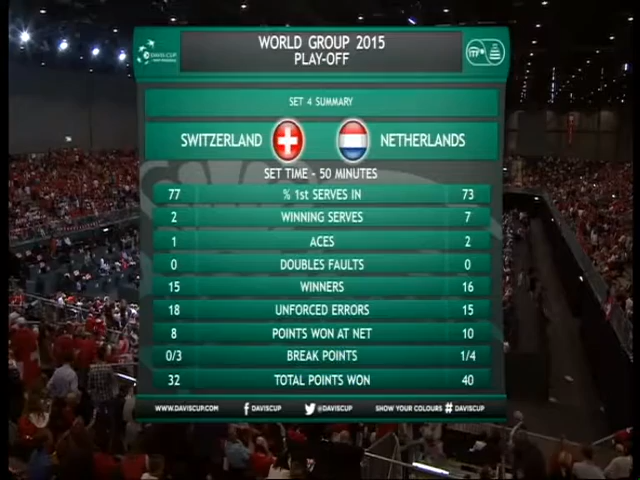 DAVIS CUP
WORLD GROUP 2015
PLAY-OFF
ITF
SET 4 SUMMARY
SWITZERLAND NETHERLANDS
SET TIME - 50 MINUTES
77 % 1st SERVES IN 73
2 WINNING SERVES 7
1 ACES 2
0 DOUBLES FAULTS 0
15 WINNERS 16
18 UNFORCED ERRORS 15
8 POINTS WON AT NET 10
0/3 BREAK POINTS 1/4
32 TOTAL POINTS WON 40
WWW.DAVISCUP.COM f DAVISCUP @DAVISCUP SHOW YOUR COLOURS # DAVISCUP